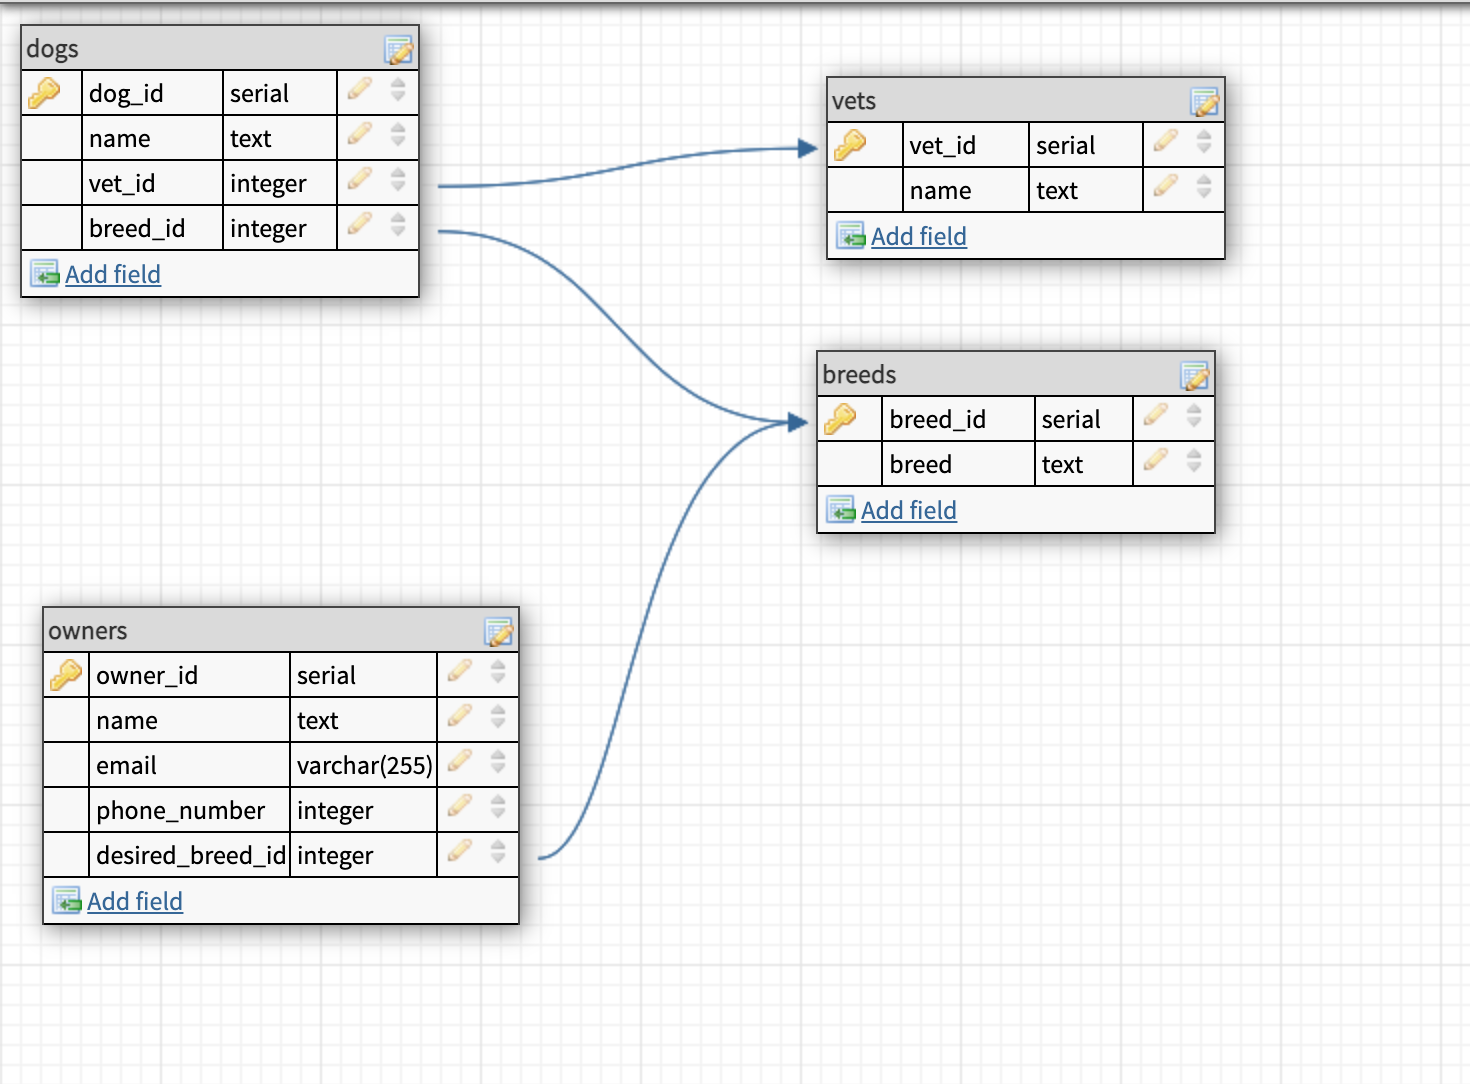 dogs
dog_id serial
name text
vet_id integer
breed_id integer
Add field
vets
vet_id serial
name text
Add field
breeds
breed_id serial
breed text
Add field
owners
owner_id serial
name text
email varchar(255)
phone_number integer
desired_breed_id integer
Add field